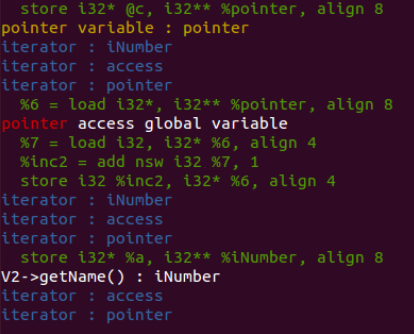 store i32* @c, i32** %pointer, align 8
pointer variable : pointer
iterator : iNumber
iterator : access
iterator : pointer
%6 = load i32*, i32** %pointer, align 8
pointer access global variable
%7 = load i32, i32* %6, align 4
%inc2 = add nsw i32 %7, 1
store i32 %inc2, i32* %6, align 4
iterator : iNumber
iterator : access
iterator : pointer
store i32* %a, i32** %iNumber, align 8
V2->getName() : iNumber
iterator : access
iterator : pointer